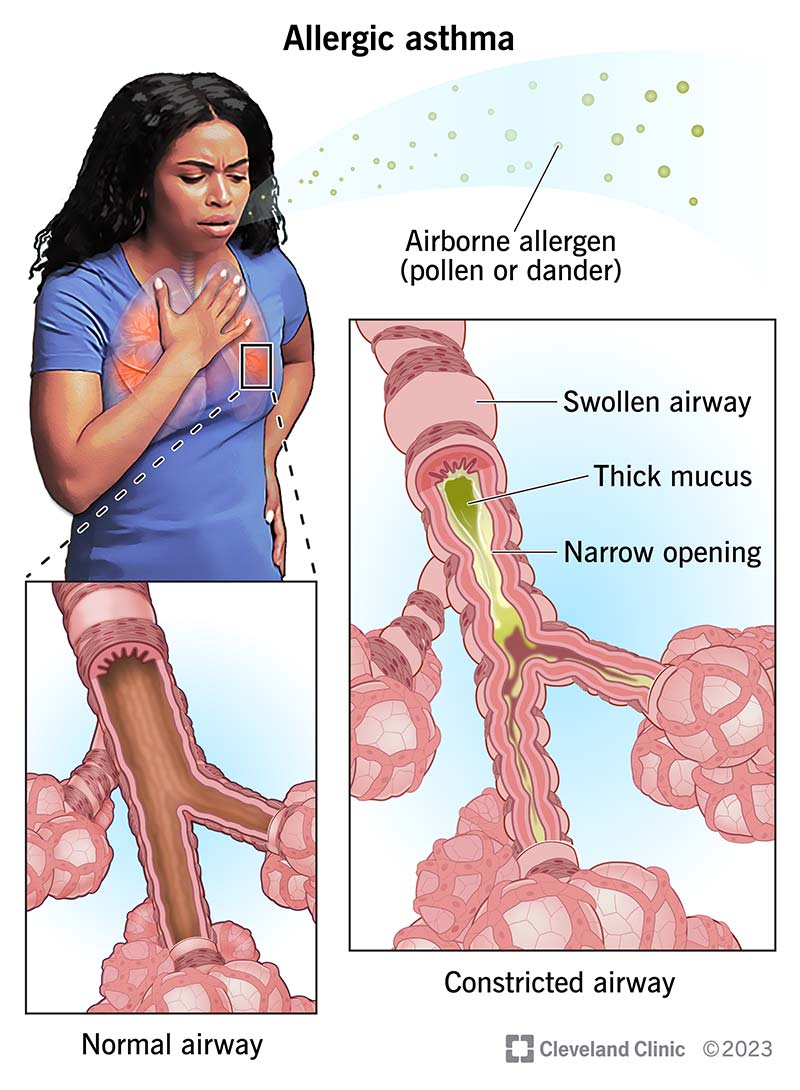 Allergic asthma
Airborne allergen
(pollen or dander)
Swollen airway
Thick mucus
Narrow opening
Constricted airway
Normal airway
Cleveland Clinic ©2023